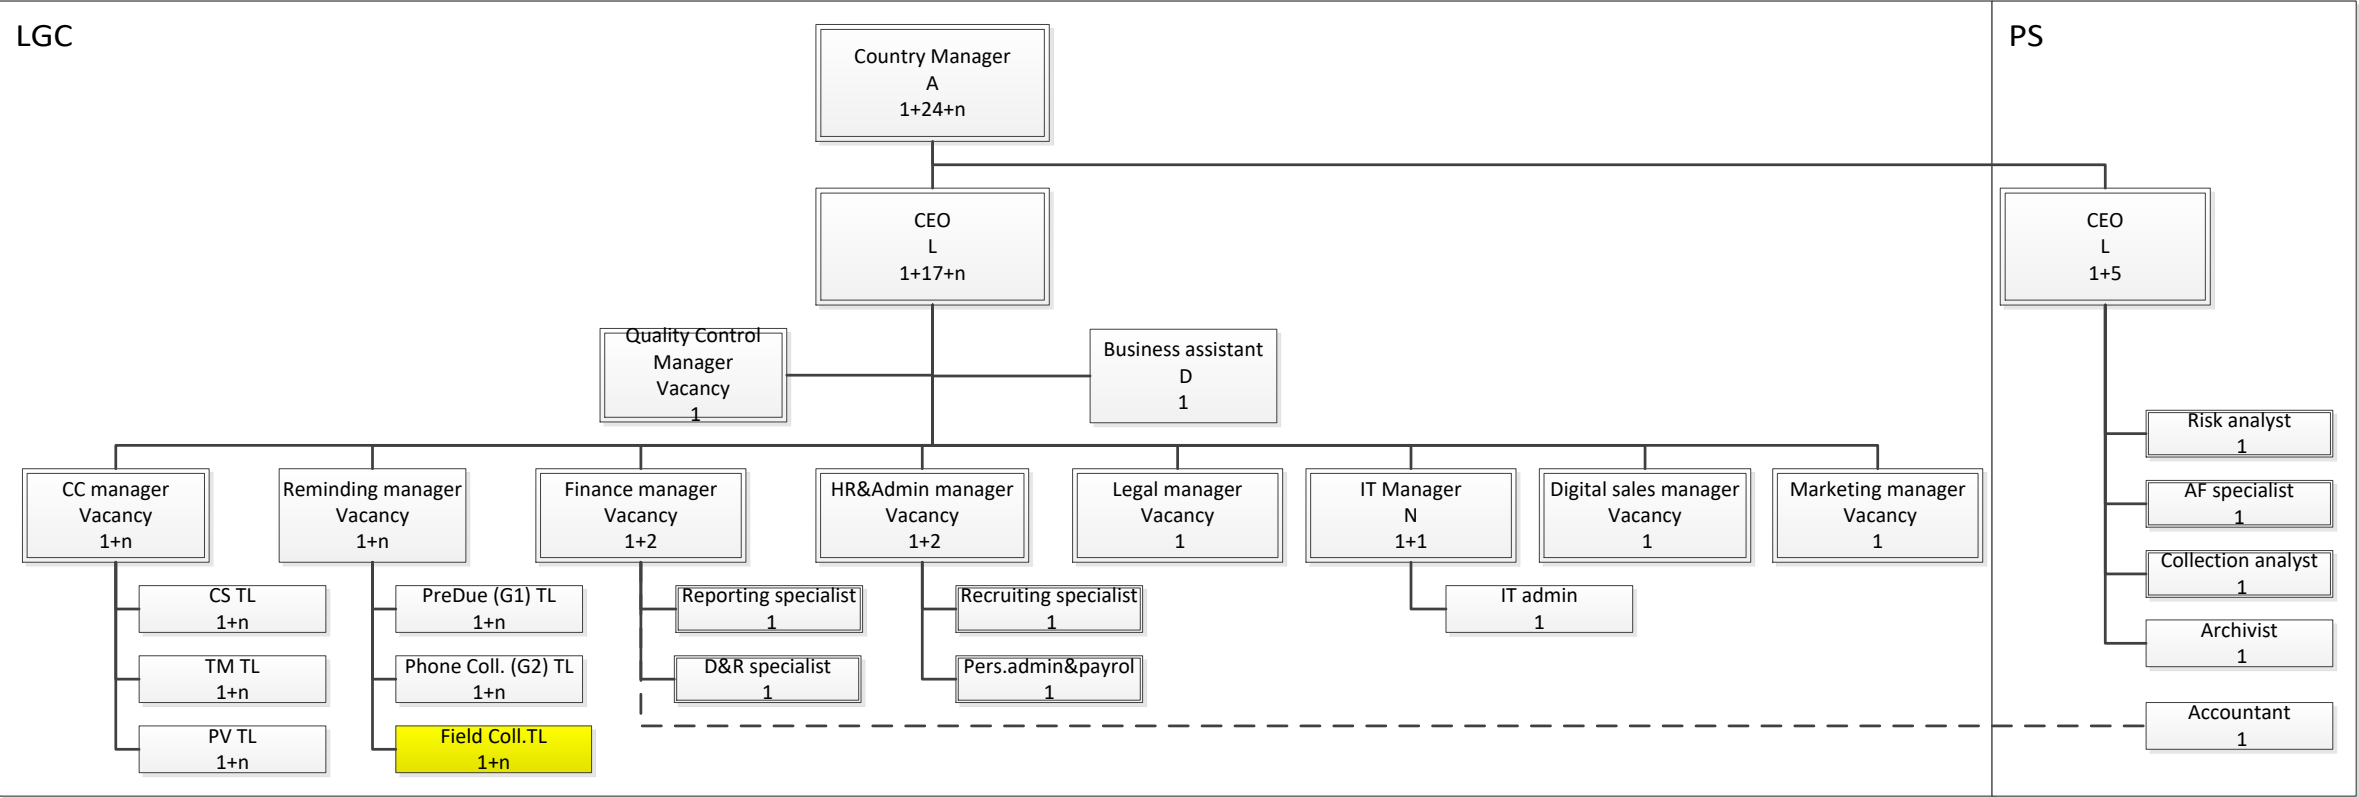 LGC
PS
Country Manager
A
1+24+n
CEO
L
1+17+n
CEO
L
1+5
Quality Control
Manager
Vacancy
1
Business assistant
D
1
CC manager
Vacancy
1+n
Reminding manager
Vacancy
1+n
Finance manager
Vacancy
1+2
HR&Admin manager
Vacancy
1+2
Legal manager
Vacancy
1
IT Manager
N
1+1
Digital sales manager
Vacancy
1
Marketing manager
Vacancy
1
CS TL
1+n
TM TL
1+n
PV TL
1+n
PreDue (G1) TL
1+n
Phone Coll. (G2) TL
1+n
Field Coll.TL
1+n
Reporting specialist
1
D&R specialist
1
Recruiting specialist
1
Pers.admin&payrol
1
IT admin
1
Risk analyst
1
AF specialist
1
Collection analyst
1
Archivist
1
Accountant
1